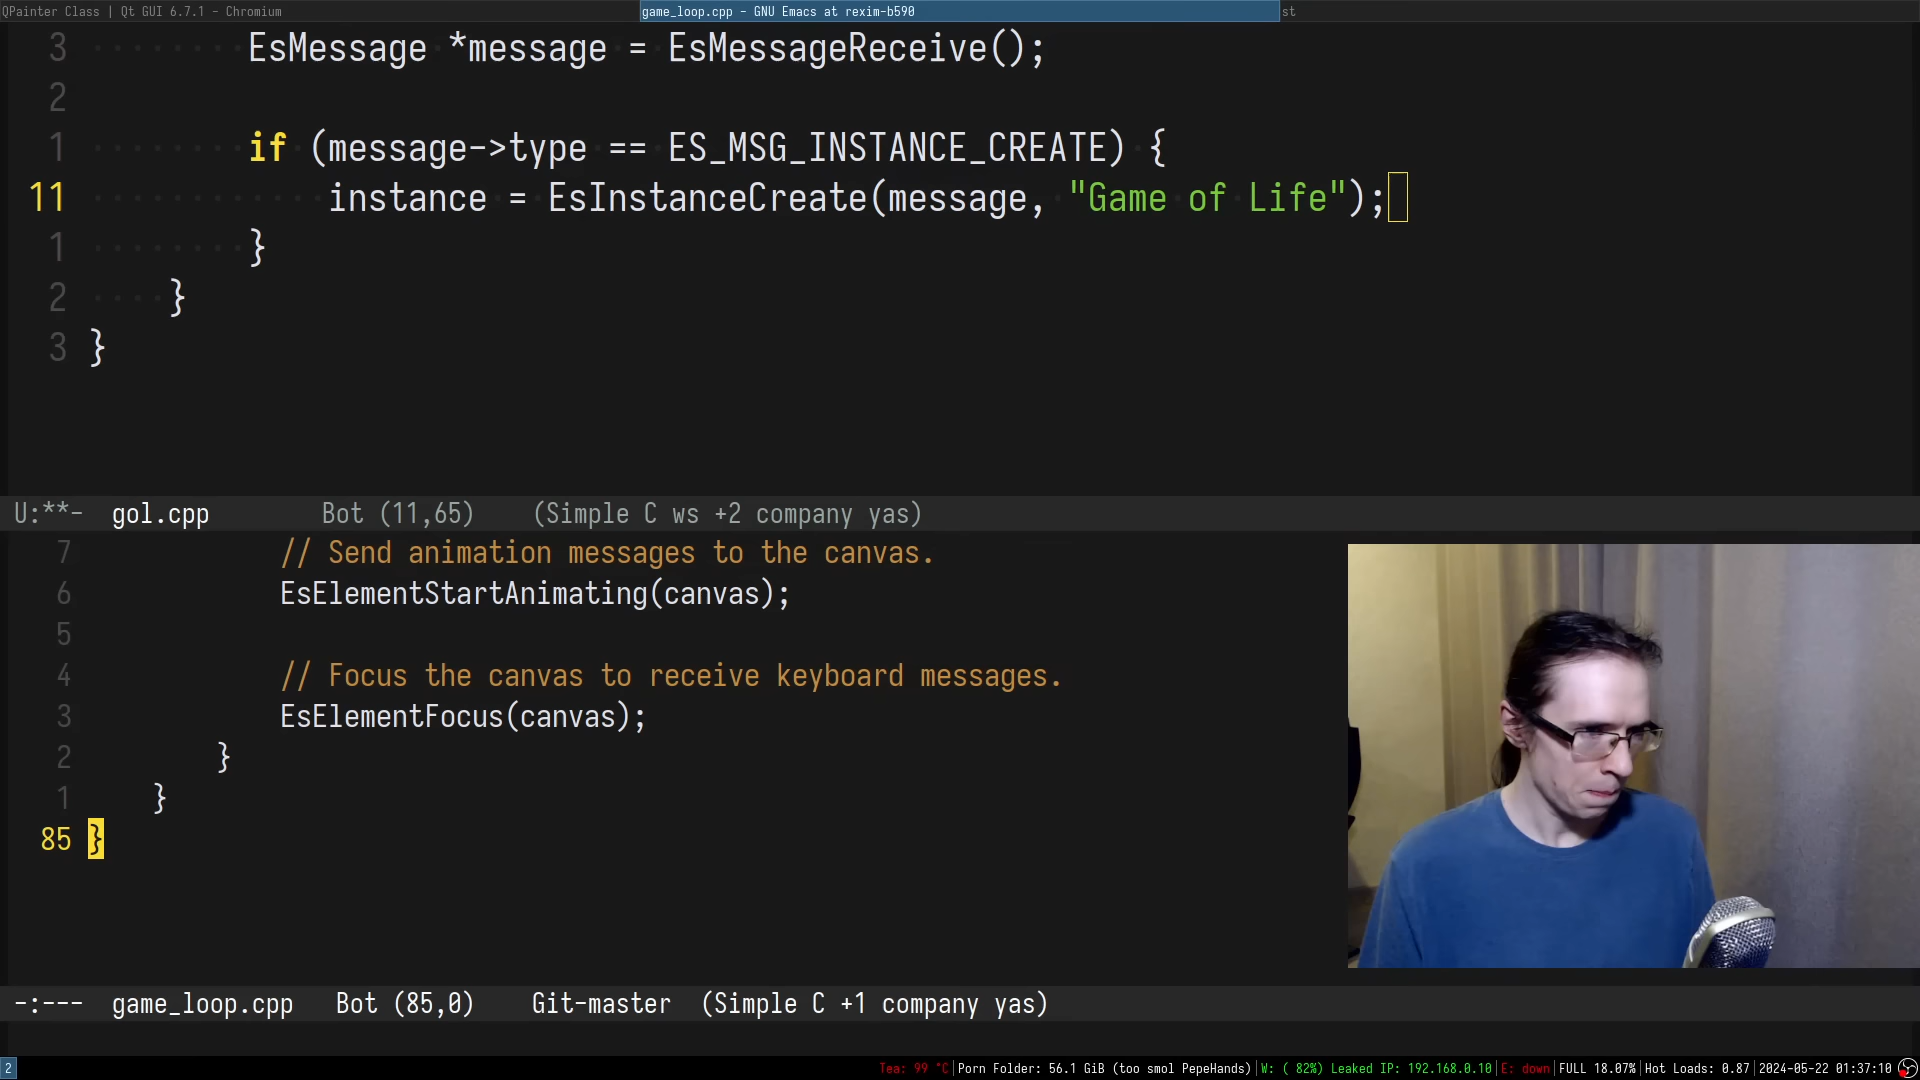 QPainter Class | Qt GUI 6.7.1 - Chromium
game_loop.cpp - GNU Emacs at rexim-b590
st
3 EsMessage *message = EsMessageReceive();
2
1 if (message->type == ES_MSG_INSTANCE_CREATE) {
11 instance = EsInstanceCreate(message, "Game of Life");
1 }
2 }
3 }
U:**- gol.cpp Bot (11,65) (Simple C ws +2 company yas)
7 // Send animation messages to the canvas.
6 EsElementStartAnimating(canvas);
5
4 // Focus the canvas to receive keyboard messages.
3 EsElementFocus(canvas);
2 }
1 }
85 }
-:--- game_loop.cpp Bot (85,0) Git-master (Simple C +1 company yas)
2 Tea: 99 °C|Porn Folder: 56.1 GiB (too smol PepeHands)|W: ( 82%) Leaked IP: 192.168.0.10|E: down|FULL 18.07%|Hot Loads: 0.87|2024-05-22 01:37:10